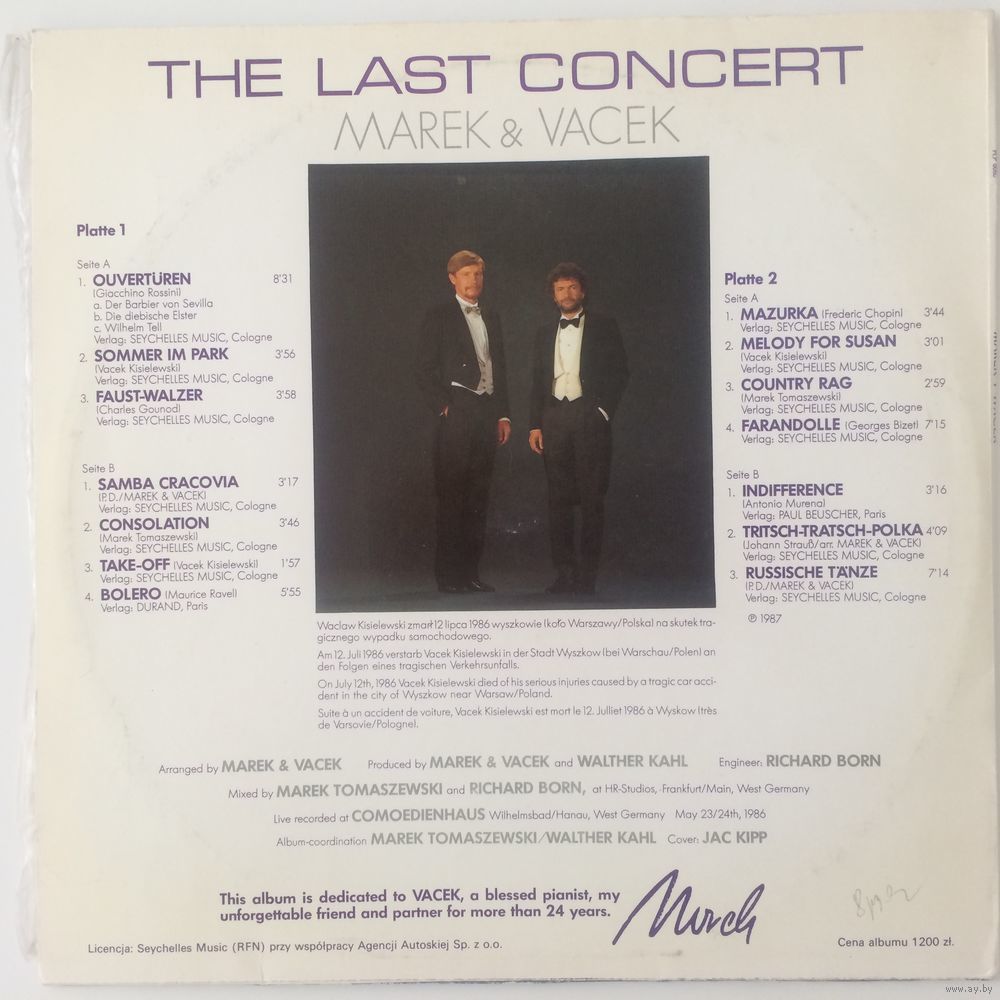 THE LAST CONCERT
MAREK & VACEK
Platte 1
Seite A
1. OUVERTÜREN 8'31
(Giacchino Rossini)
a. Der Barbier von Sevilla
b. Die diebische Elster
c. Wilhelm Tell
Verlag: SEYCHELLES MUSIC, Cologne
2. SOMMER IM PARK 3'56
(Vacek Kisielewski)
Verlag: SEYCHELLES MUSIC, Cologne
3. FAUST-WALZER 3'58
(Charles Gounod)
Verlag: SEYCHELLES MUSIC, Cologne
Seite B
1. SAMBA CRACOVIA 3'17
(P.D./MAREK & VACEK)
Verlag: SEYCHELLES MUSIC, Cologne
2. CONSOLATION 3'46
(Marek Tomaszewski)
Verlag: SEYCHELLES MUSIC, Cologne
3. TAKE-OFF (Vacek Kisielewski) 1'57
Verlag: SEYCHELLES MUSIC, Cologne
4. BOLERO (Maurice Ravel) 5'55
Verlag: DURAND, Paris
Platte 2
Seite A
1. MAZURKA (Frederic Chopin) 3'44
Verlag: SEYCHELLES MUSIC, Cologne
2. MELODY FOR SUSAN 3'01
(Vacek Kisielewski)
Verlag: SEYCHELLES MUSIC, Cologne
3. COUNTRY RAG 2'59
(Marek Tomaszewski)
Verlag: SEYCHELLES MUSIC, Cologne
4. FARANDOLLE (Georges Bizet) 7'15
Verlag: SEYCHELLES MUSIC, Cologne
Seite B
1. INDIFFERENCE 3'16
(Antonio Murena)
Verlag: PAUL BEUSCHER, Paris
2. TRITSCH-TRATSCH-POLKA 4'09
(Johann Strauß/arr. MAREK & VACEK)
Verlag: SEYCHELLES MUSIC, Cologne
3. RUSSISCHE TÄNZE 7'14
(P.D./MAREK & VACEK)
Verlag: SEYCHELLES MUSIC, Cologne
℗ 1987
Waclaw Kisielewski zmarł 12 lipca 1986 wyszkowie (koło Warszawy/Polska) na skutek tra-
gicznego wypadku samochodowego.
Am 12. Juli 1986 verstarb Vacek Kisielewski in der Stadt Wyszkow (bei Warschau/Polen) an
den Folgen eines tragischen Verkehrsunfalls.
On July 12th, 1986 Vacek Kisielewski died of his serious injuries caused by a tragic car acci-
dent in the city of Wyszkow near Warsaw/Poland.
Suite à un accident de voiture, Vacek Kisielewski est mort le 12. Julliet 1986 à Wyskow (très
de Varsovie/Pologne).
Arranged by MAREK & VACEK Produced by MAREK & VACEK and WALTHER KAHL Engineer: RICHARD BORN
Mixed by MAREK TOMASZEWSKI and RICHARD BORN, at HR-Studios, Frankfurt/Main, West Germany
Live recorded at COMOEDIENHAUS Wilhelmsbad/Hanau, West Germany May 23/24th, 1986
Album-coordination MAREK TOMASZEWSKI/WALTHER KAHL Cover: JAC KIPP
This album is dedicated to VACEK, a blessed pianist, my
unforgettable friend and partner for more than 24 years.
Licencja: Seychelles Music (RFN) przy współpracy Agencji Autoskiej Sp. z o.o.
Cena albumu 1200 zł.
www.ay.by